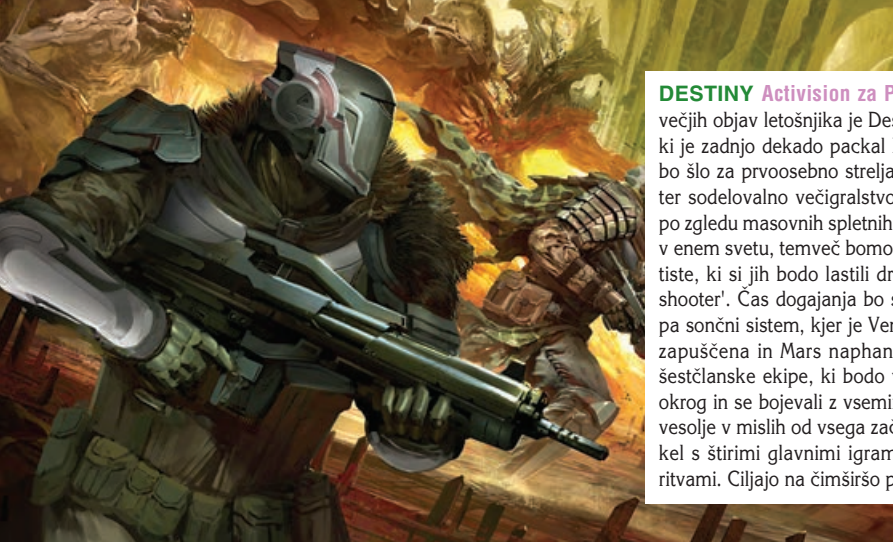 DESTINY Activision za P
večjih objav letošnjika je Des
ki je zadnjo dekado packal
bo šlo za prvoosebno strelja
ter sodelovalno večigralstvo
po zgledu masovnih spletnih
v enem svetu, temveč bomo
tiste, ki si jih bodo lastili dr
shooter'. Čas dogajanja bo s
pa sončni sistem, kjer je Ven
zapuščena in Mars naphan
šestčlanske ekipe, ki bodo
okrog in se bojevali z vsemi
vesolje v mislih od vsega zač
kel s štirimi glavnimi igram
ritvami. Ciljajo na čimširšo p